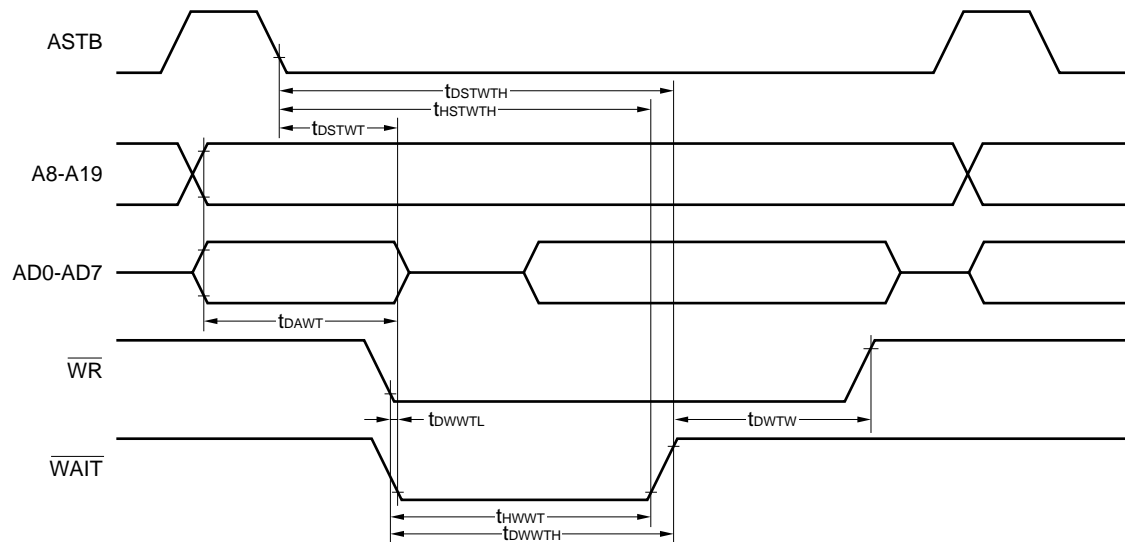 ASTB
tDSTWTH
tHSTWTH
tDSTWT
A8-A19
AD0-AD7
tDAWT
WR
tDWWTL
tDWTW
WAIT
tHWWT
tDWWTH